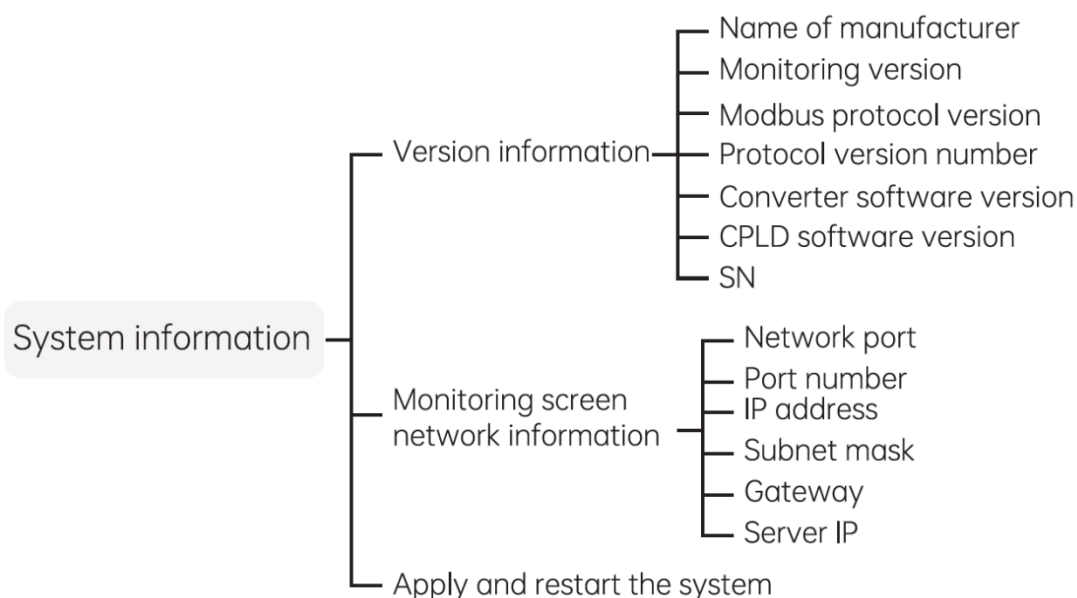 System information
Version information
Name of manufacturer
Monitoring version
Modbus protocol version
Protocol version number
Converter software version
CPLD software version
SN
Monitoring screen
network information
Network port
Port number
IP address
Subnet mask
Gateway
Server IP
Apply and restart the system